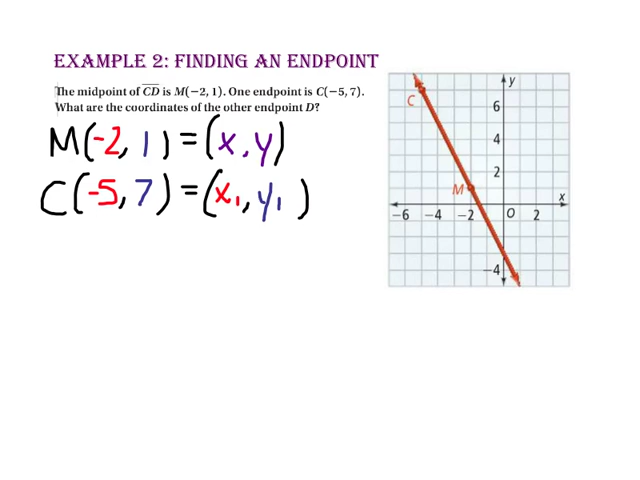 EXAMPLE 2: FINDING AN ENDPOINT
The midpoint of CD is M(−2, 1). One endpoint is C(−5, 7).
What are the coordinates of the other endpoint D?
M(-2, 1) = (x, y)
C(-5, 7) = (x₁, y₁)
y
C
6
4
2
M
x
−6 −4 −2 O 2
−4